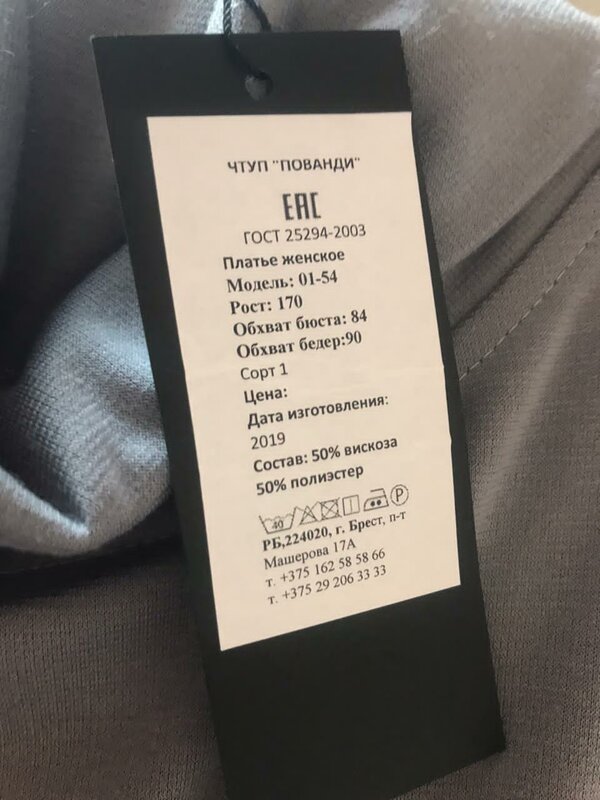 ЧТУП "ПОВАНДИ"
ЕАС
ГОСТ 25294-2003
Платье женское
Модель: 01-54
Рост: 170
Обхват бюста: 84
Обхват бедер:90
Сорт 1
Цена:
Дата изготовления:
2019
Состав: 50% вискоза
50% полиэстер
40 P
РБ,224020, г. Брест, п-т
Машерова 17А
т. +375 162 58 58 66
т. +375 29 206 33 33